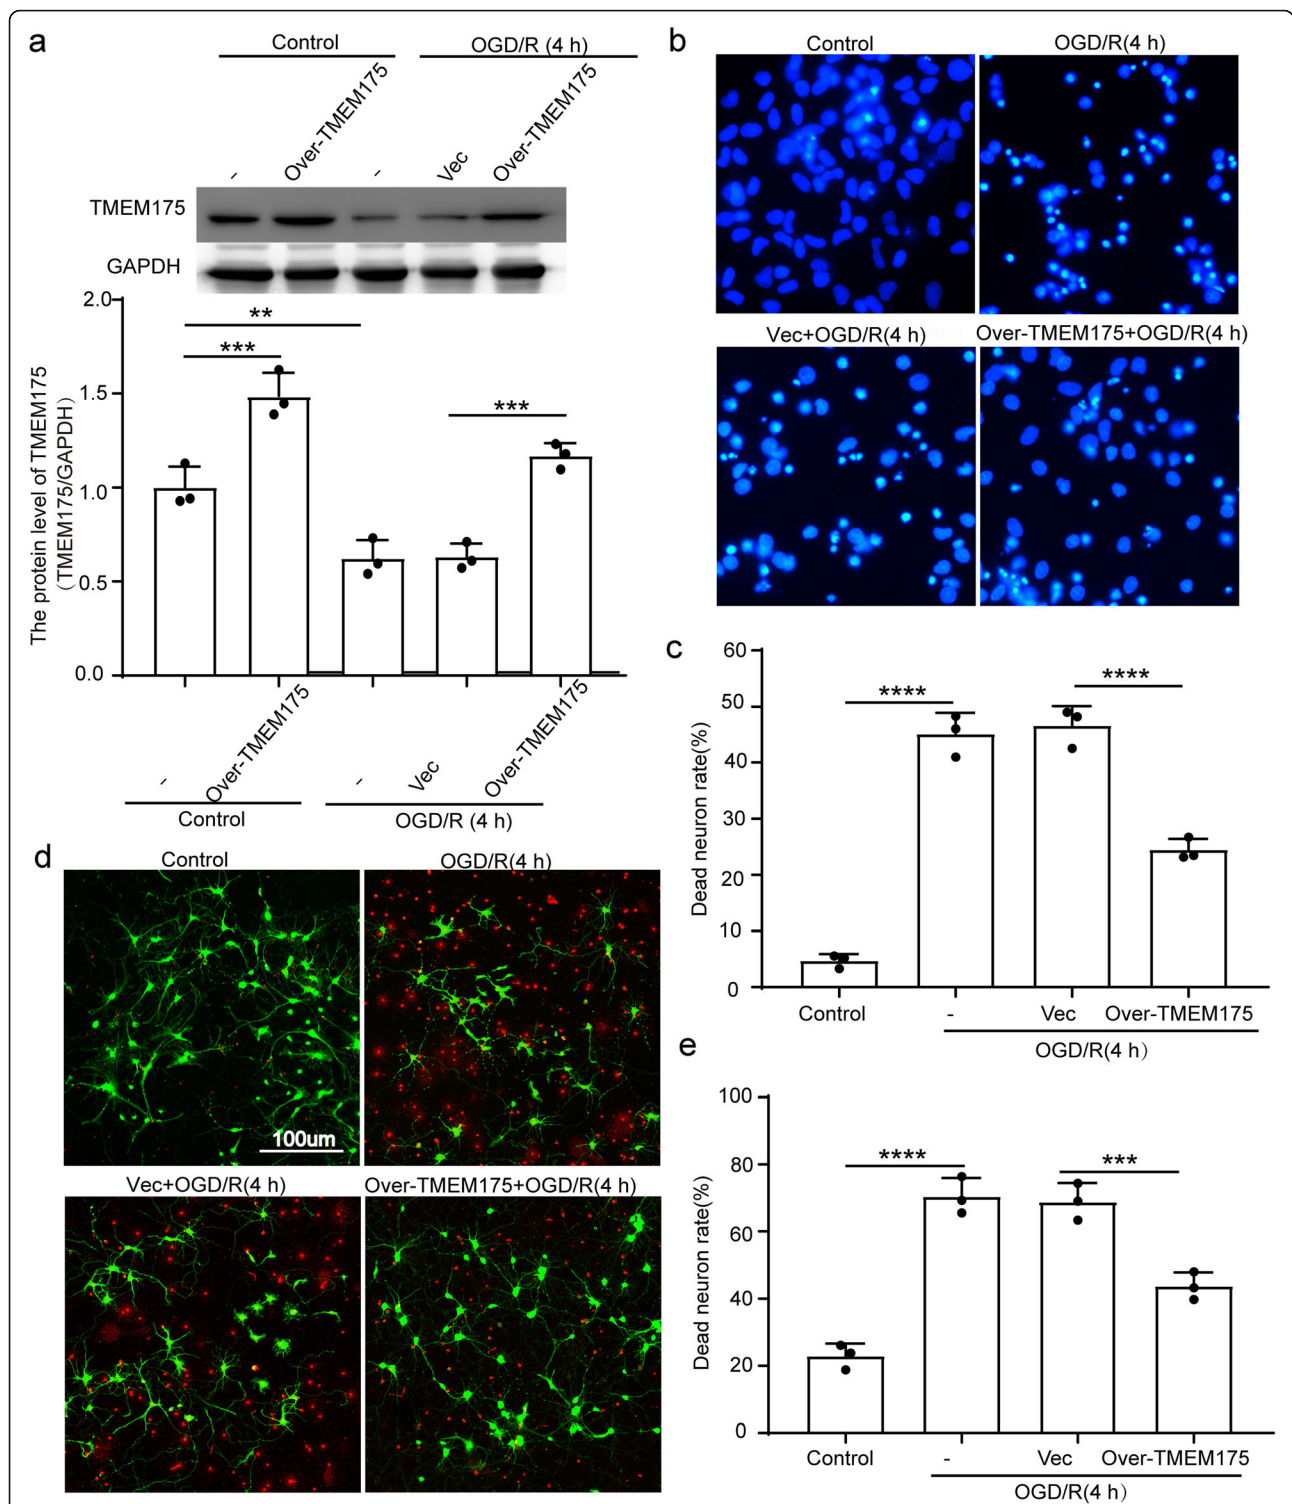 a
Control
OGD/R (4 h)
-
Over-TMEM175
-
Vec
Over-TMEM175
TMEM175
GAPDH
2.0
1.5
1.0
0.5
0.0
The protein level of TMEM175
(TMEM175/GAPDH)
**
***
***
-
Over-TMEM175
-
Vec
Over-TMEM175
Control
OGD/R (4 h)
b
Control
OGD/R(4 h)
Vec+OGD/R(4 h)
Over-TMEM175+OGD/R(4 h)
c
60
50
40
30
20
10
0
Dead neuron rate(%)
****
****
Control
-
Vec
Over-TMEM175
OGD/R(4 h)
d
Control
OGD/R(4 h)
100um
Vec+OGD/R(4 h)
Over-TMEM175+OGD/R(4 h)
e
100
80
60
40
20
0
Dead neuron rate(%)
****
***
Control
-
Vec
Over-TMEM175
OGD/R(4 h)